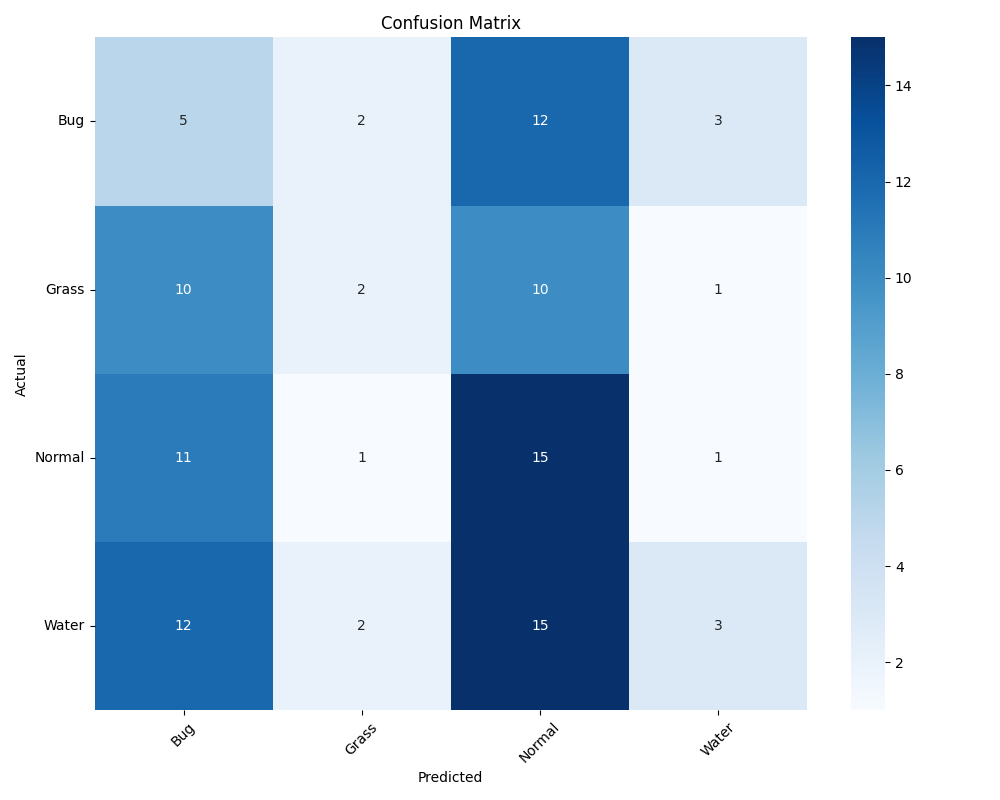 Confusion Matrix
Actual
Bug 5 2 12 3
Grass 10 2 10 1
Normal 11 1 15 1
Water 12 2 15 3
Bug Grass Normal Water
Predicted
14
12
10
8
6
4
2